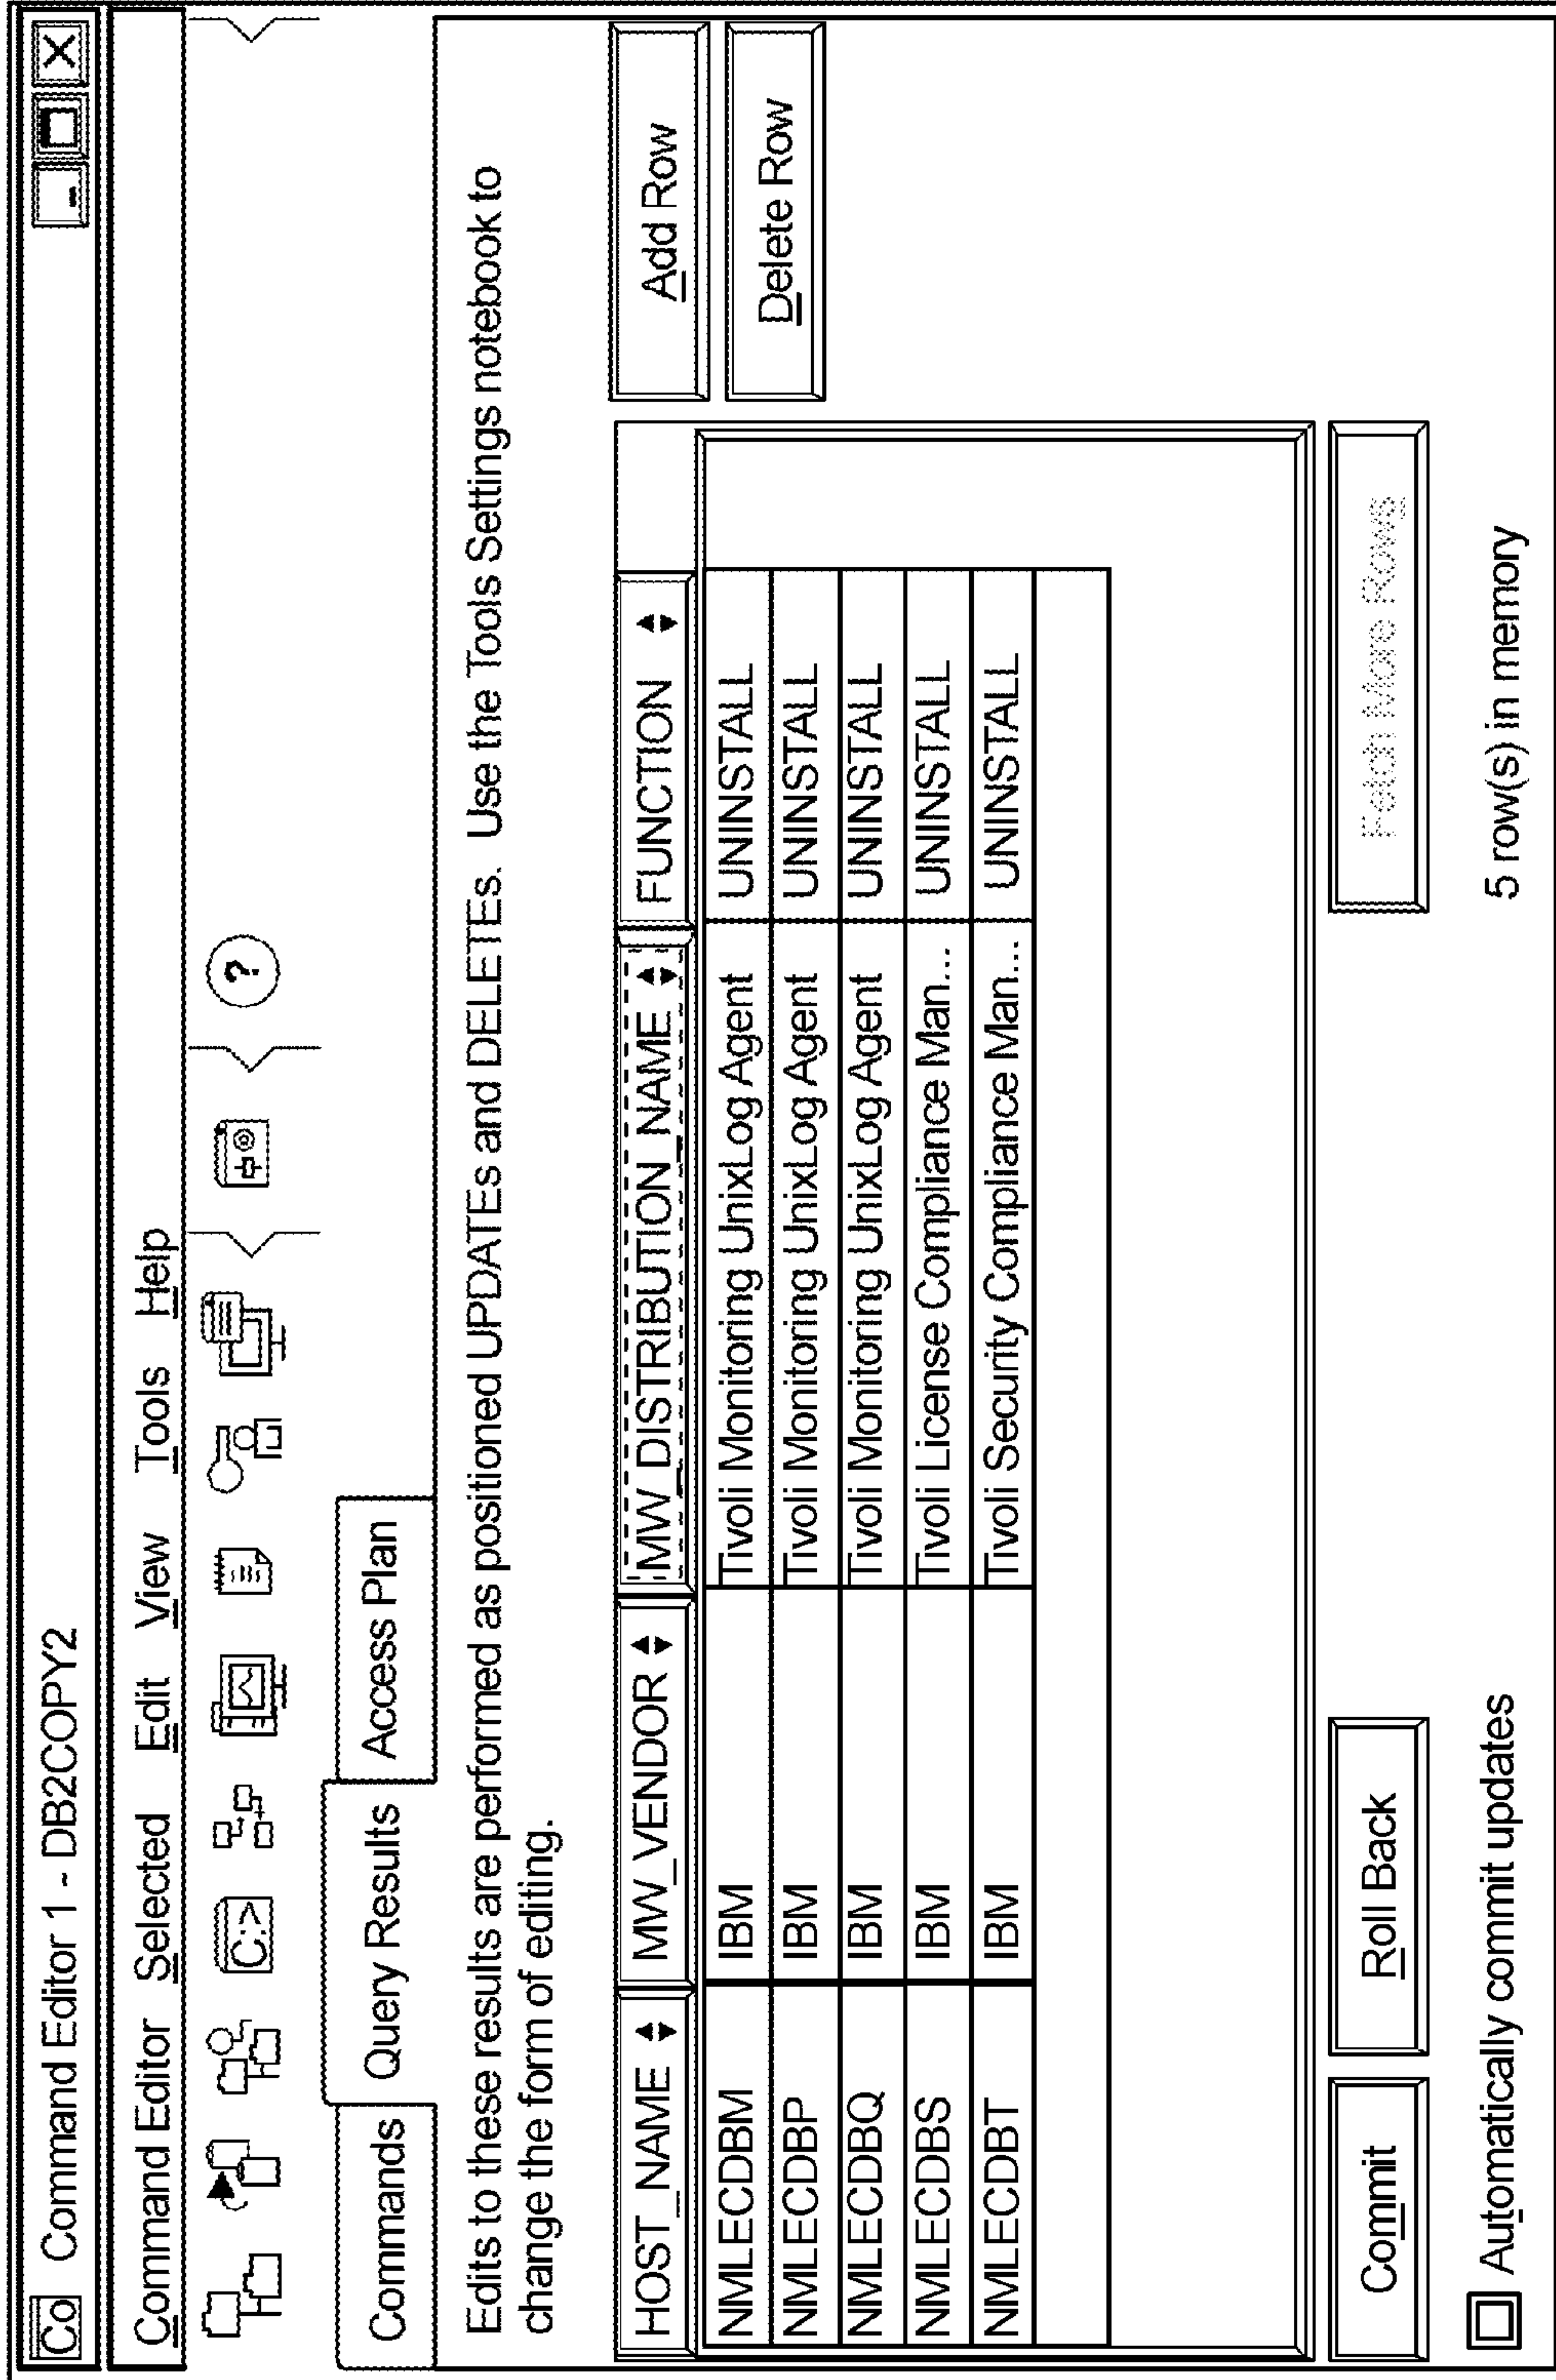 Co Command Editor 1 - DB2COPY2
Command Editor Selected Edit View Tools Help
C:> ?
Commands Query Results Access Plan
Edits to these results are performed as positioned UPDATEs and DELETEs. Use the Tools Settings notebook to
change the form of editing.
HOST_NAME MW_VENDOR MW_DISTRIBUTION_NAME FUNCTION Add Row
NMLECDBM IBM Tivoli Monitoring UnixLog Agent UNINSTALL Delete Row
NMLECDBP IBM Tivoli Monitoring UnixLog Agent UNINSTALL
NMLECDBQ IBM Tivoli Monitoring UnixLog Agent UNINSTALL
NMLECDBS IBM Tivoli License Compliance Man... UNINSTALL
NMLECDBT IBM Tivoli Security Compliance Man... UNINSTALL
Commit Roll Back Fetch More Rows
Automatically commit updates 5 row(s) in memory